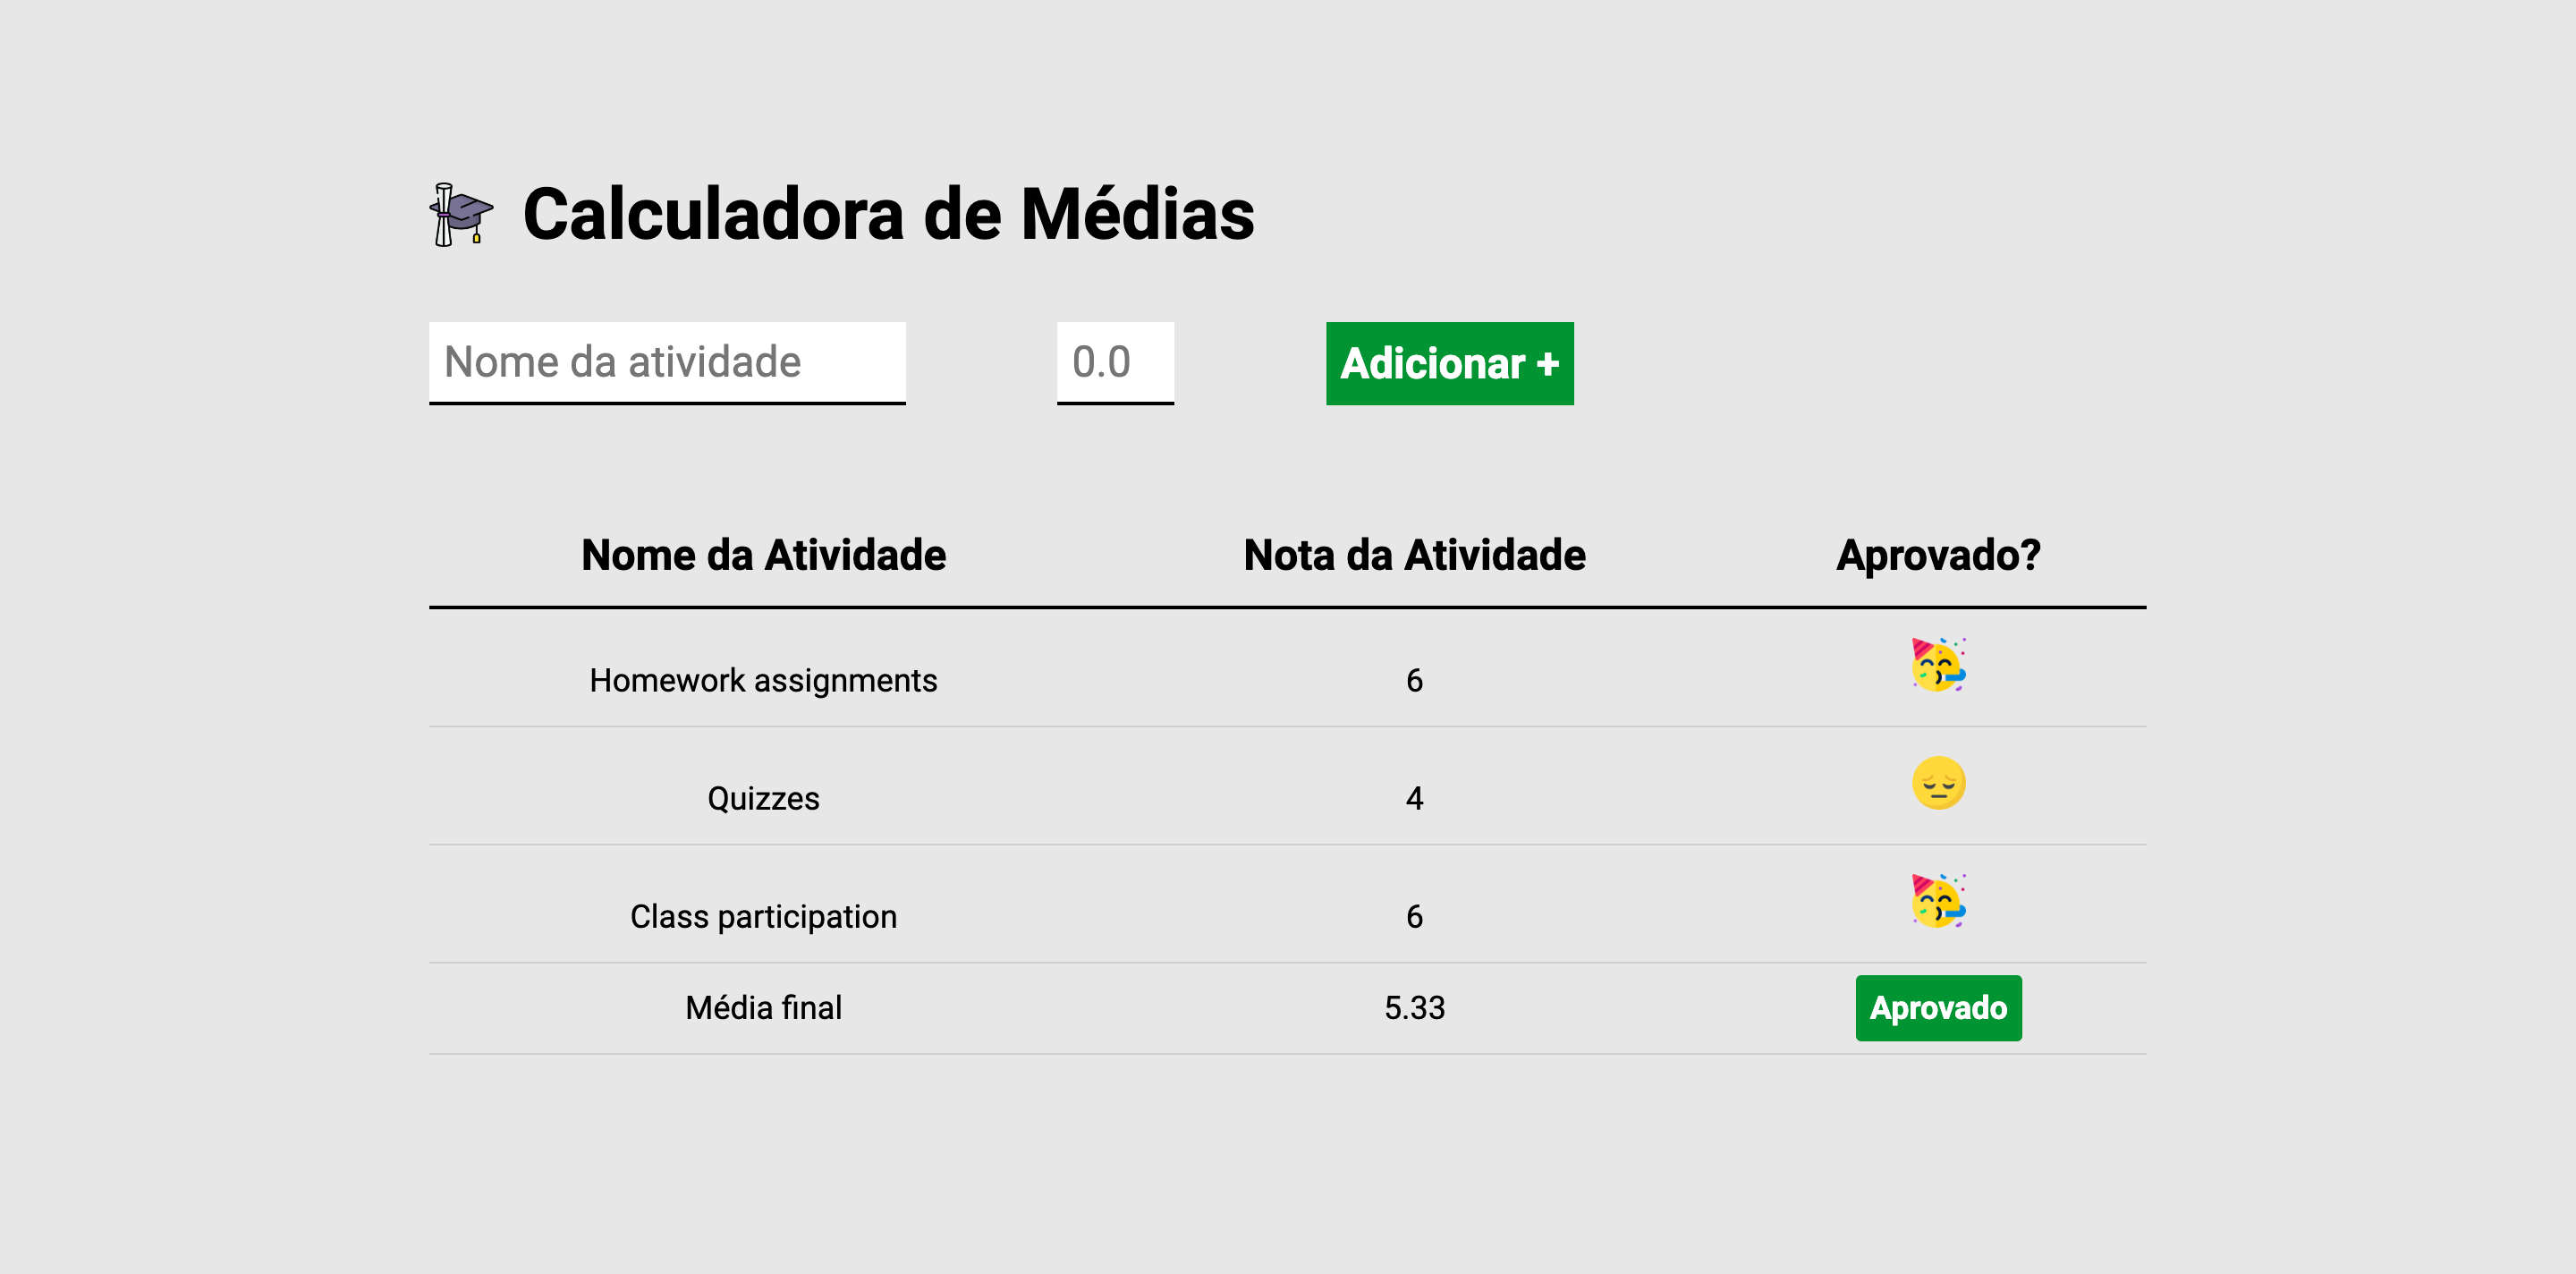 Calculadora de Médias
Nome da atividade 0.0 Adicionar +
Nome da Atividade Nota da Atividade Aprovado?
Homework assignments 6
Quizzes 4
Class participation 6
Média final 5.33 Aprovado